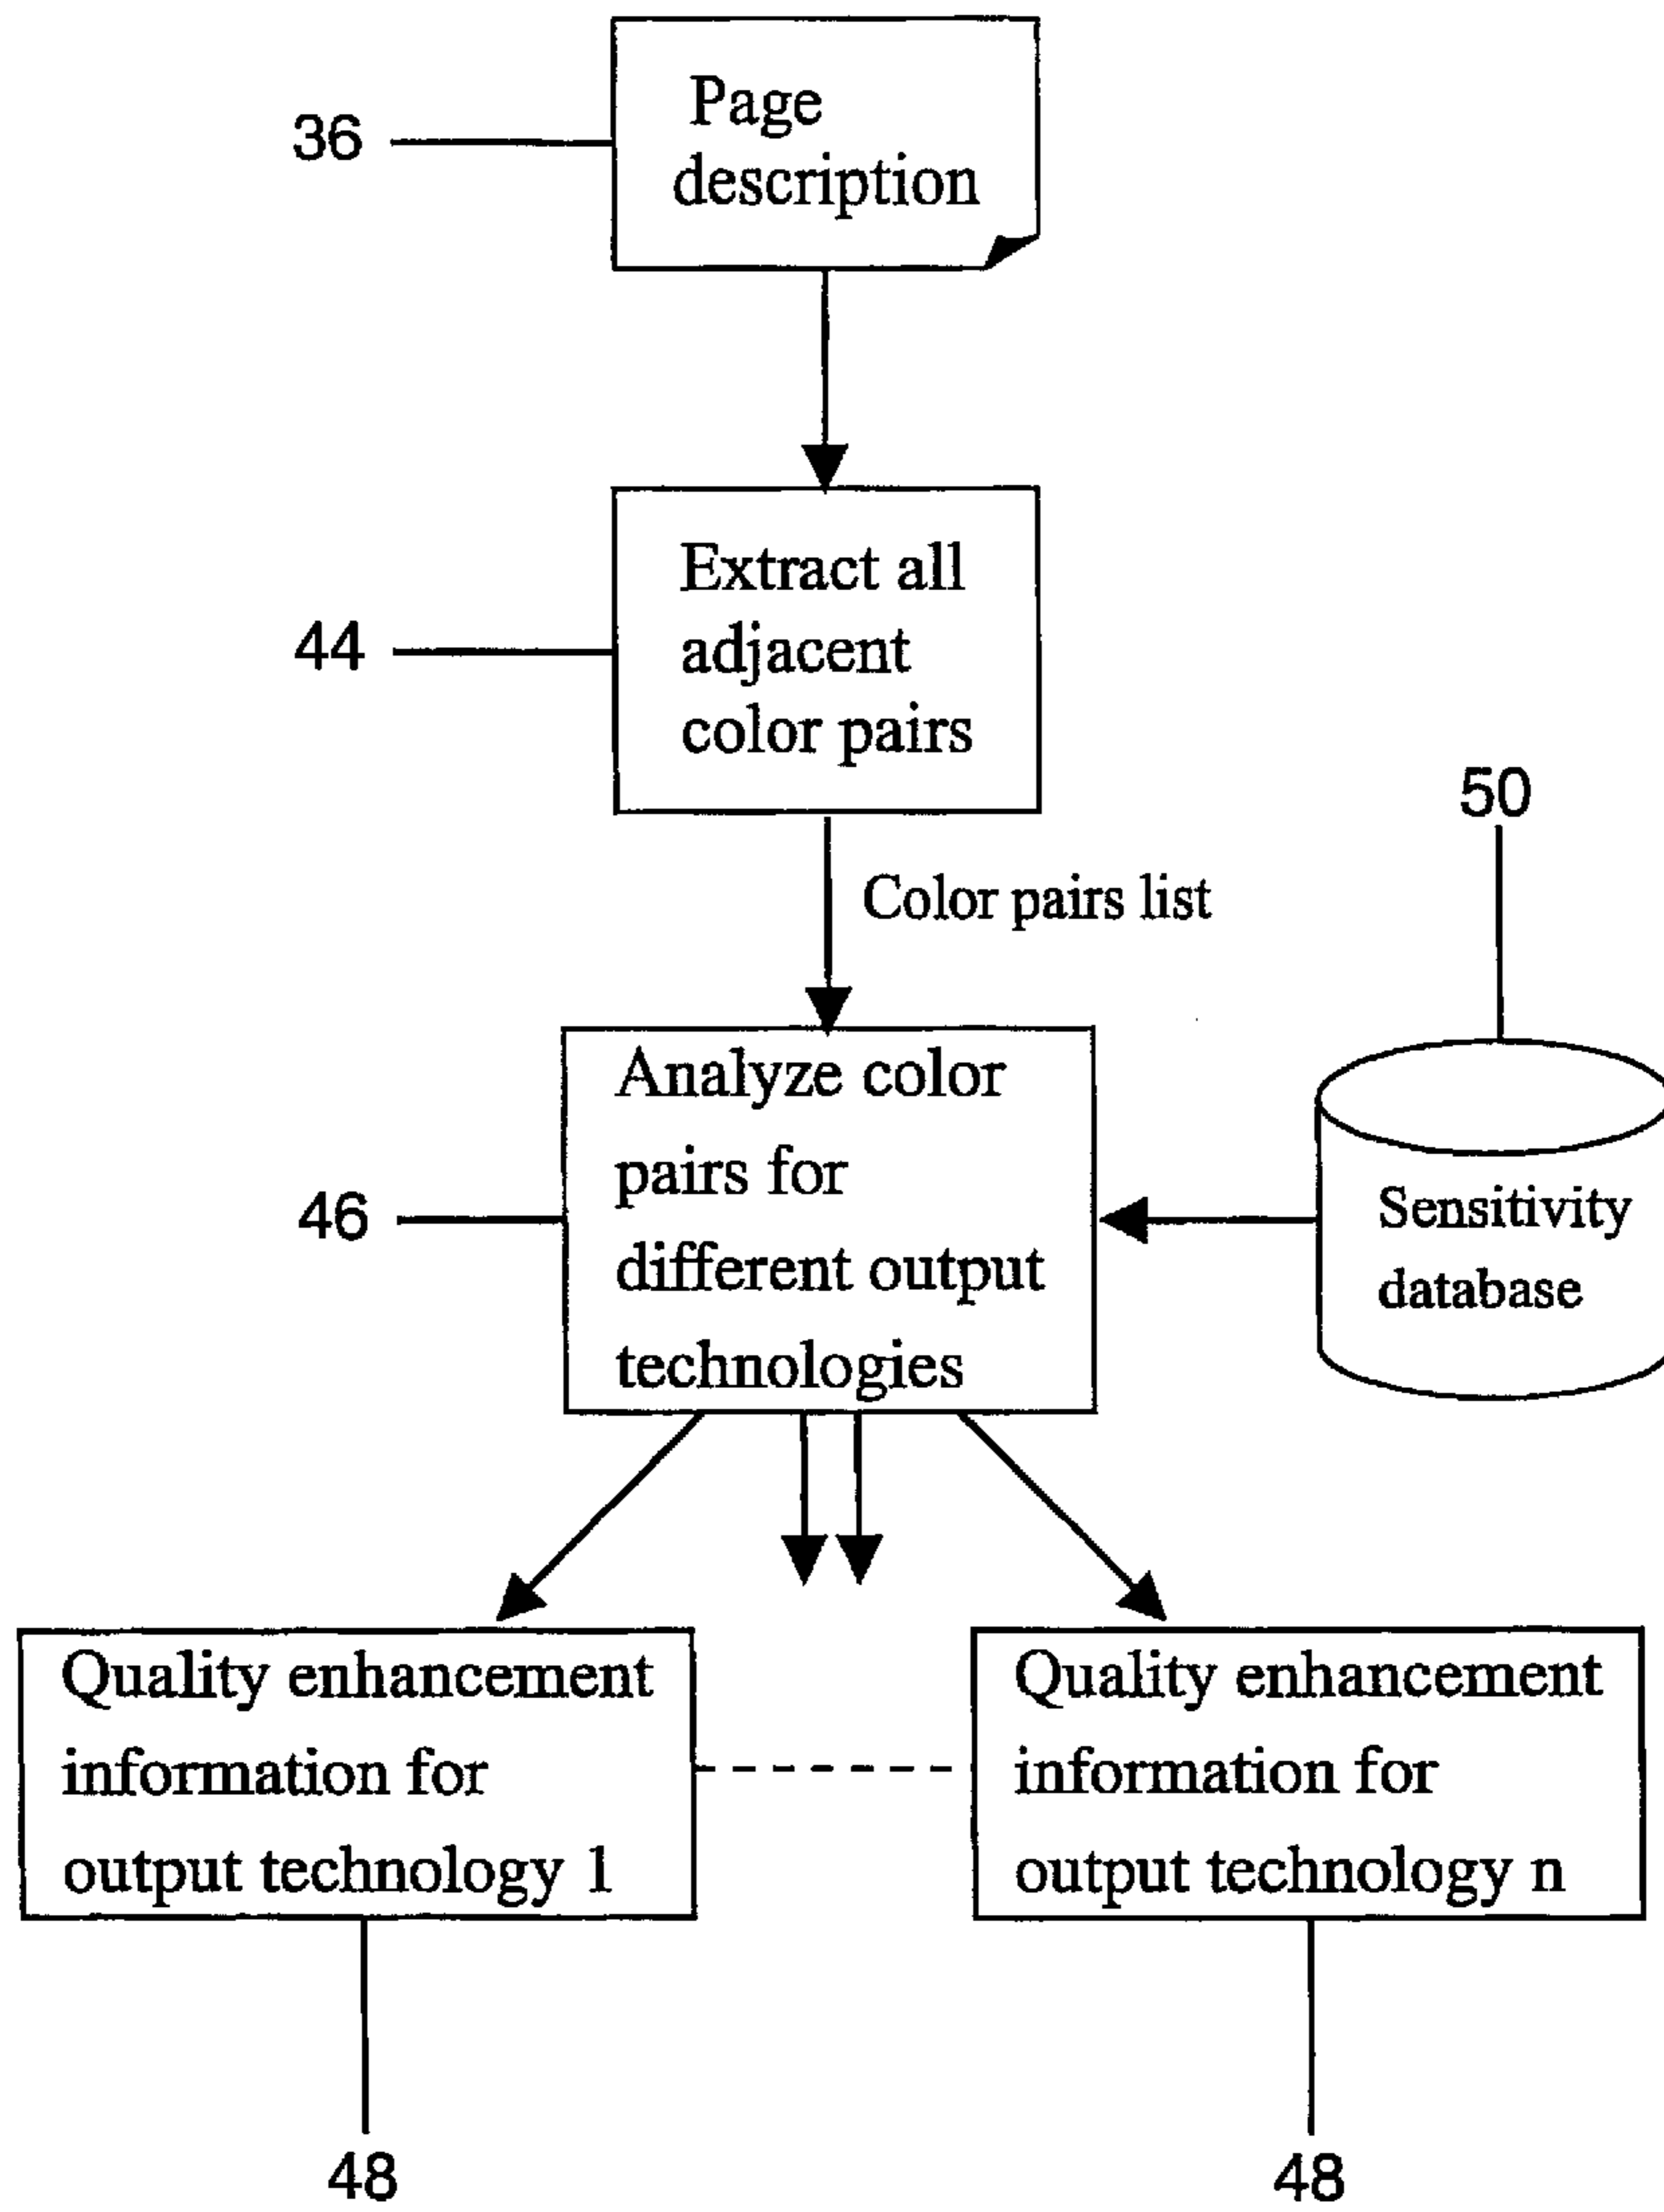 Page
description
36
Extract all
adjacent
color pairs
44
50
Color pairs list
Analyze color
pairs for
different output
technologies
46
Sensitivity
database
Quality enhancement
information for
output technology 1
Quality enhancement
information for
output technology n
48
48